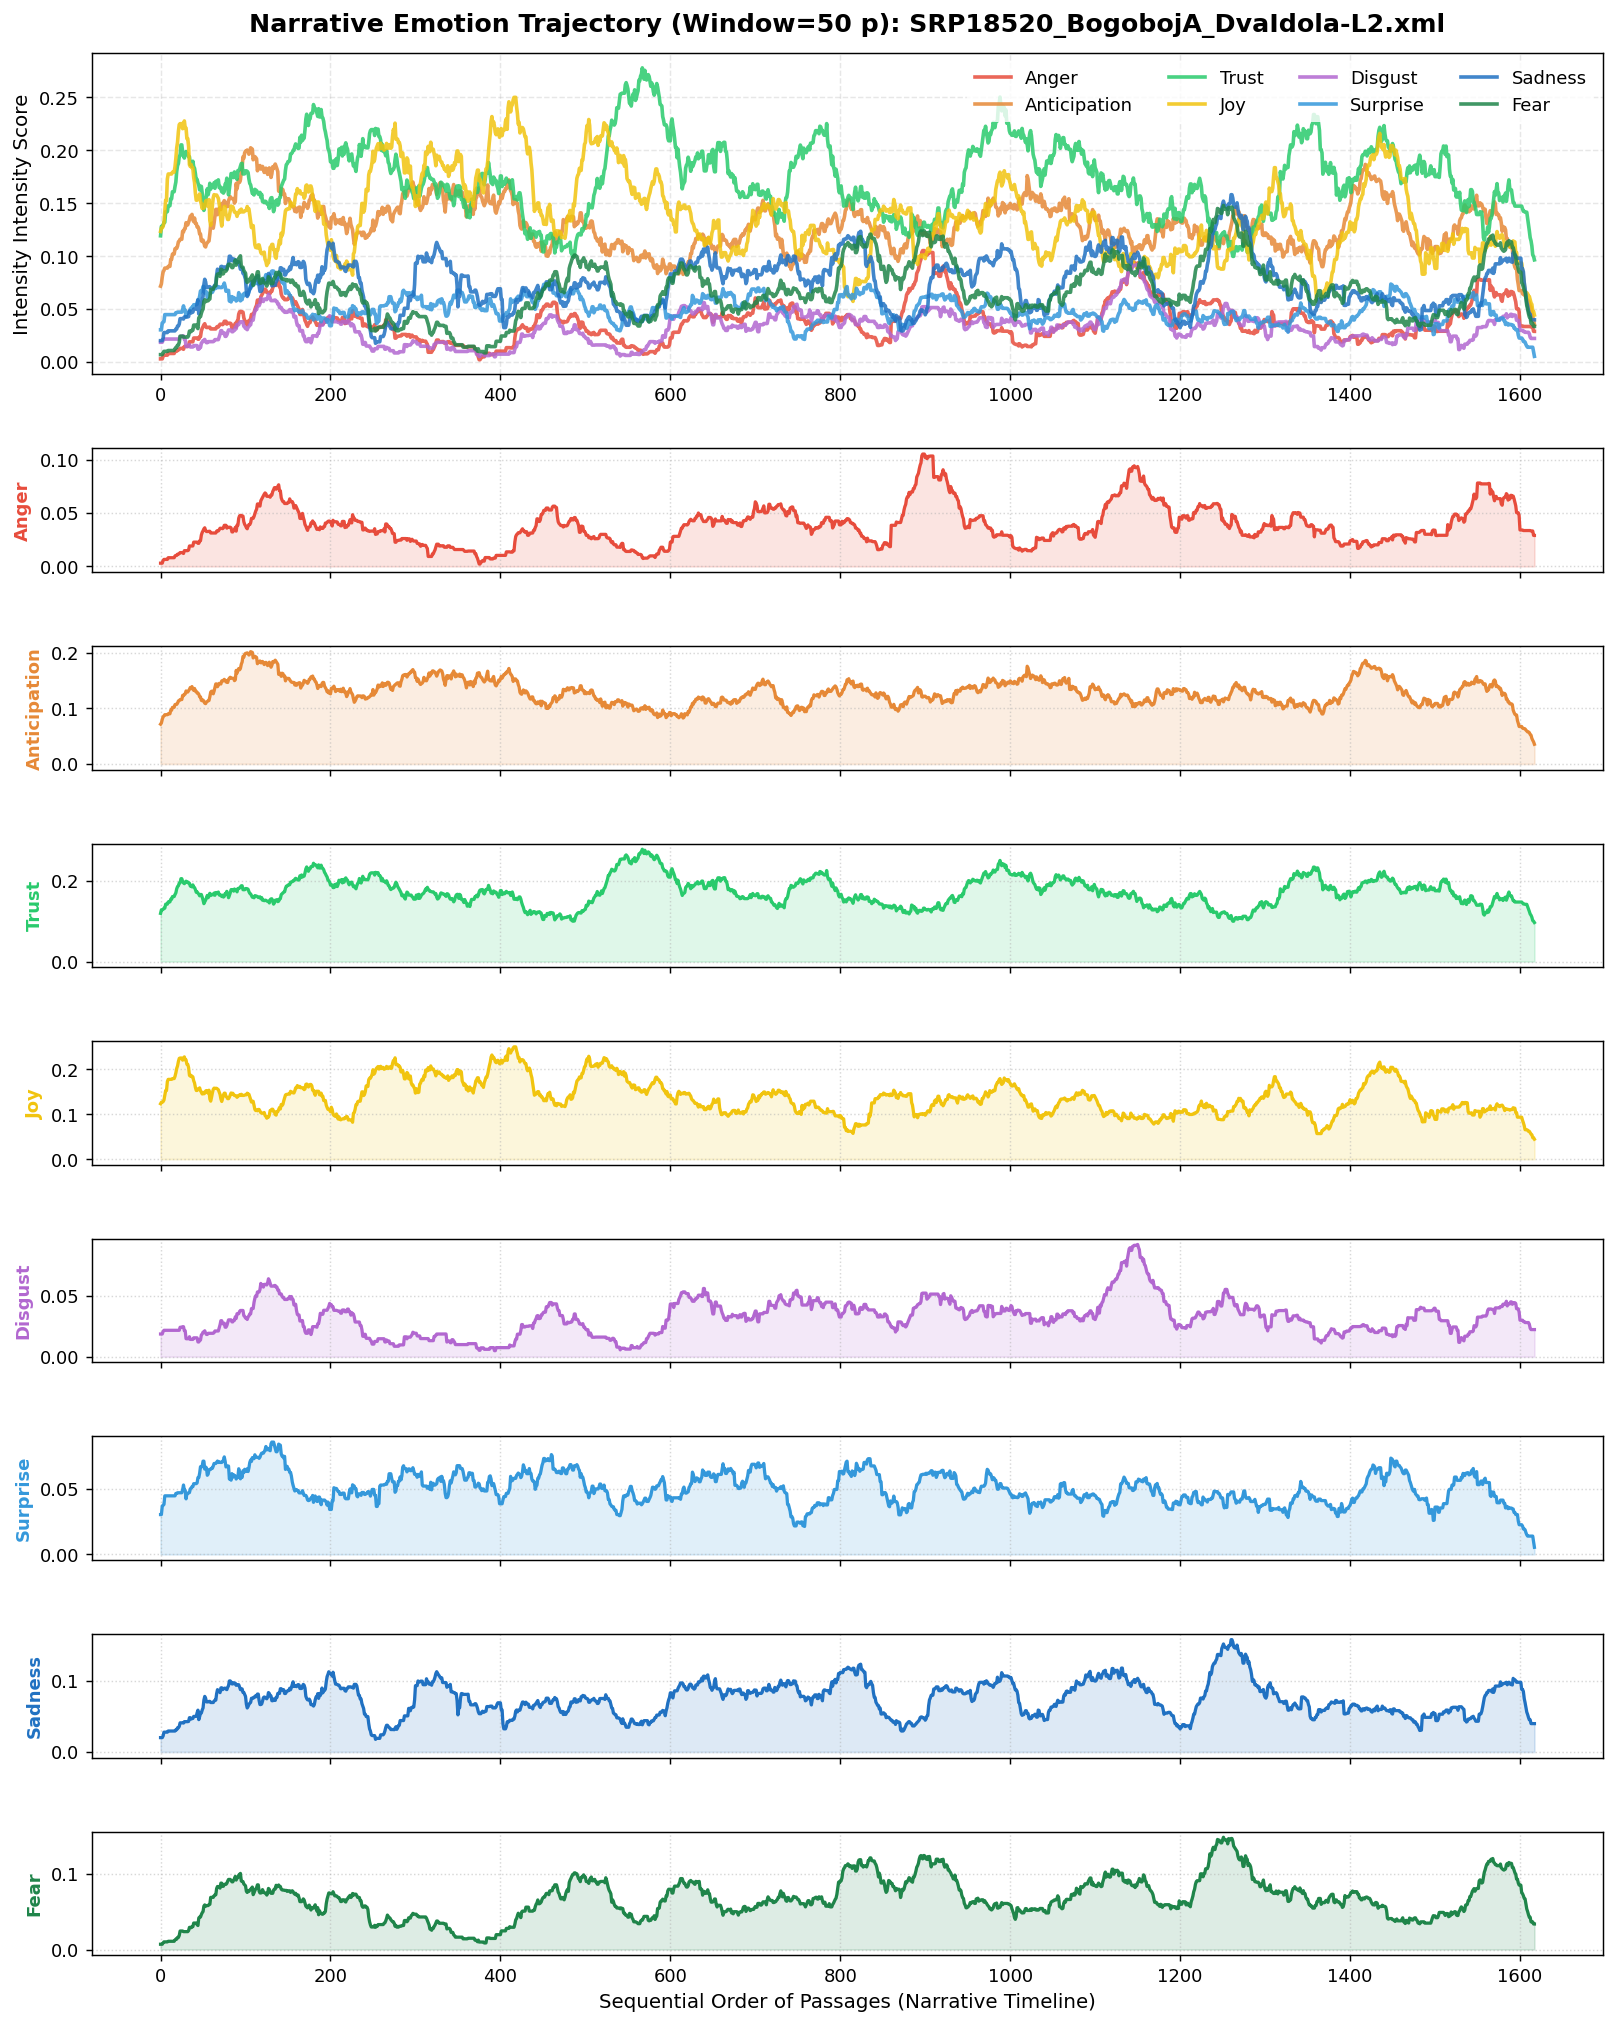 Narrative Emotion Trajectory (Window=50 p): SRP18520_BogobojA_DvaIdola-L2.xml
Intensity Intensity Score
Anger Trust Disgust Sadness
Anticipation Joy Surprise Fear
0.25
0.20
0.15
0.10
0.05
0.00
0 200 400 600 800 1000 1200 1400 1600
Anger
0.10
0.05
0.00
Anticipation
0.2
0.1
0.0
Trust
0.2
0.0
Joy
0.2
0.1
0.0
Disgust
0.05
0.00
Surprise
0.05
0.00
Sadness
0.1
0.0
Fear
0.1
0.0
0 200 400 600 800 1000 1200 1400 1600
Sequential Order of Passages (Narrative Timeline)